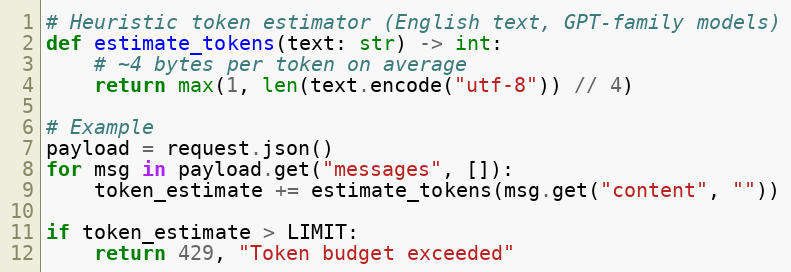 1 # Heuristic token estimator (English text, GPT-family models)
2 def estimate_tokens(text: str) -> int:
3     # ~4 bytes per token on average
4     return max(1, len(text.encode("utf-8")) // 4)
5
6 # Example
7 payload = request.json()
8 for msg in payload.get("messages", []):
9     token_estimate += estimate_tokens(msg.get("content", ""))
10
11 if token_estimate > LIMIT:
12     return 429, "Token budget exceeded"